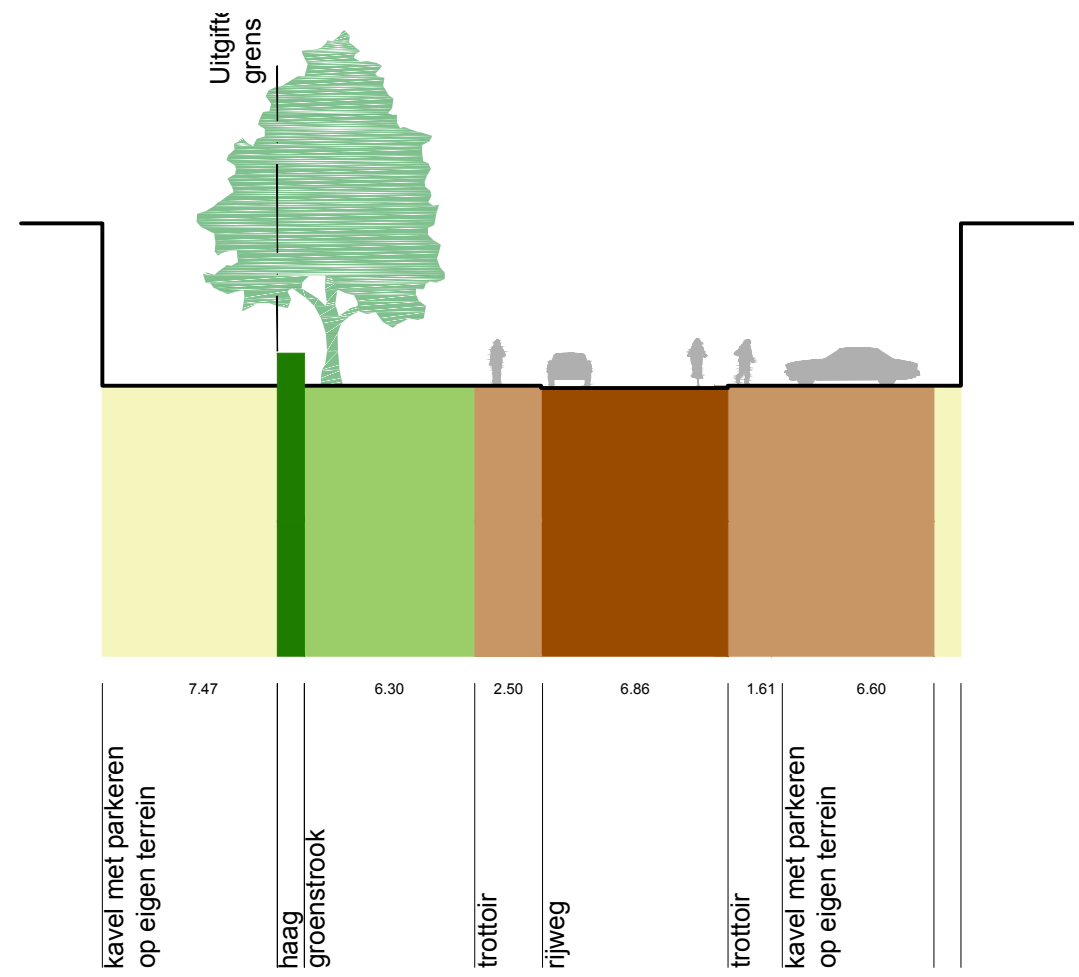 Uitgifte
grens
7.47
6.30
2.50
6.86
1.61
6.60
kavel met parkeren
op eigen terrein
haag
groenstrook
trottoir
rijweg
trottoir
kavel met parkeren
op eigen terrein